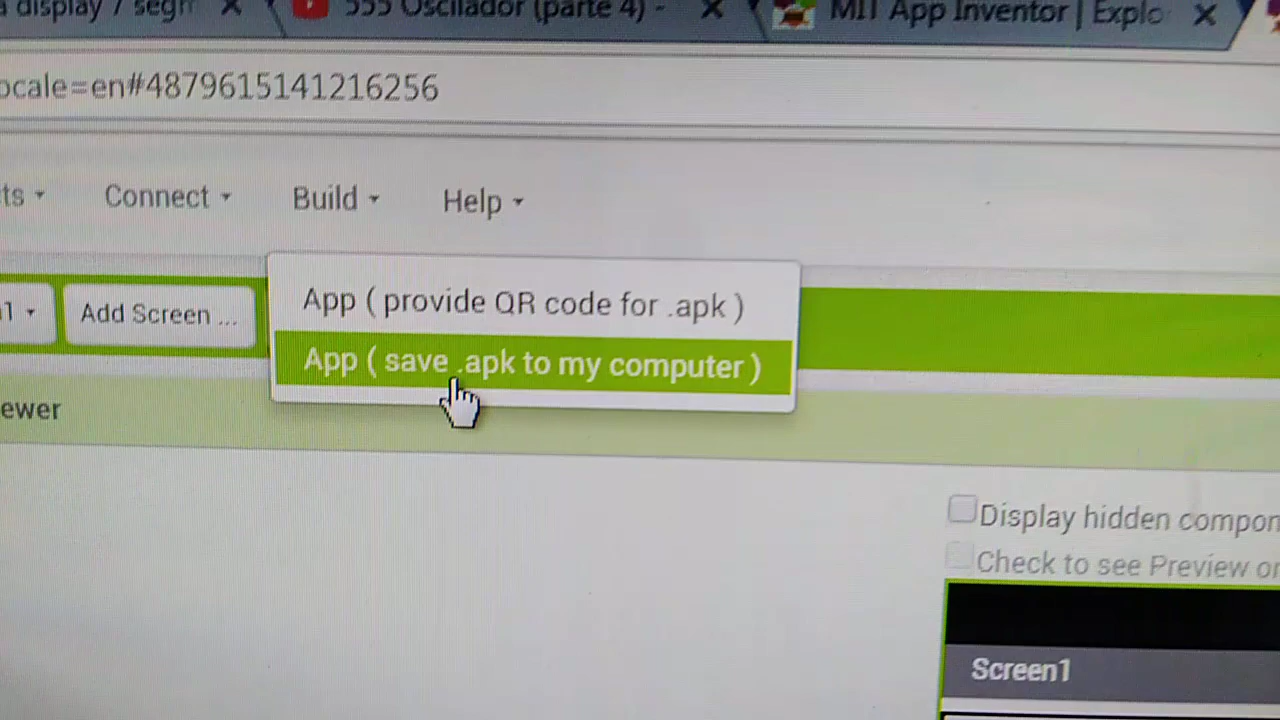 display 7 segm
555 Oscilador (parte 4) -
MIT App Inventor | Explo
ocale=en#4879615141216256
ts
Connect
Build
Help
Add Screen ...
App ( provide QR code for .apk )
App ( save .apk to my computer )
ewer
Display hidden compon
Check to see Preview on
Screen1